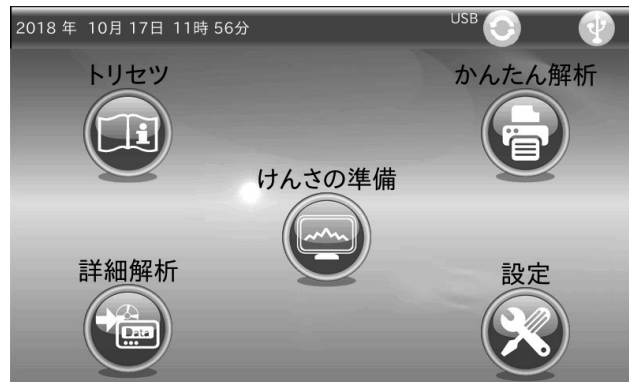 2018 年 10月 17日 11時 56分
USB
トリセツ
かんたん解析
けんさの準備
詳細解析
Data
設定